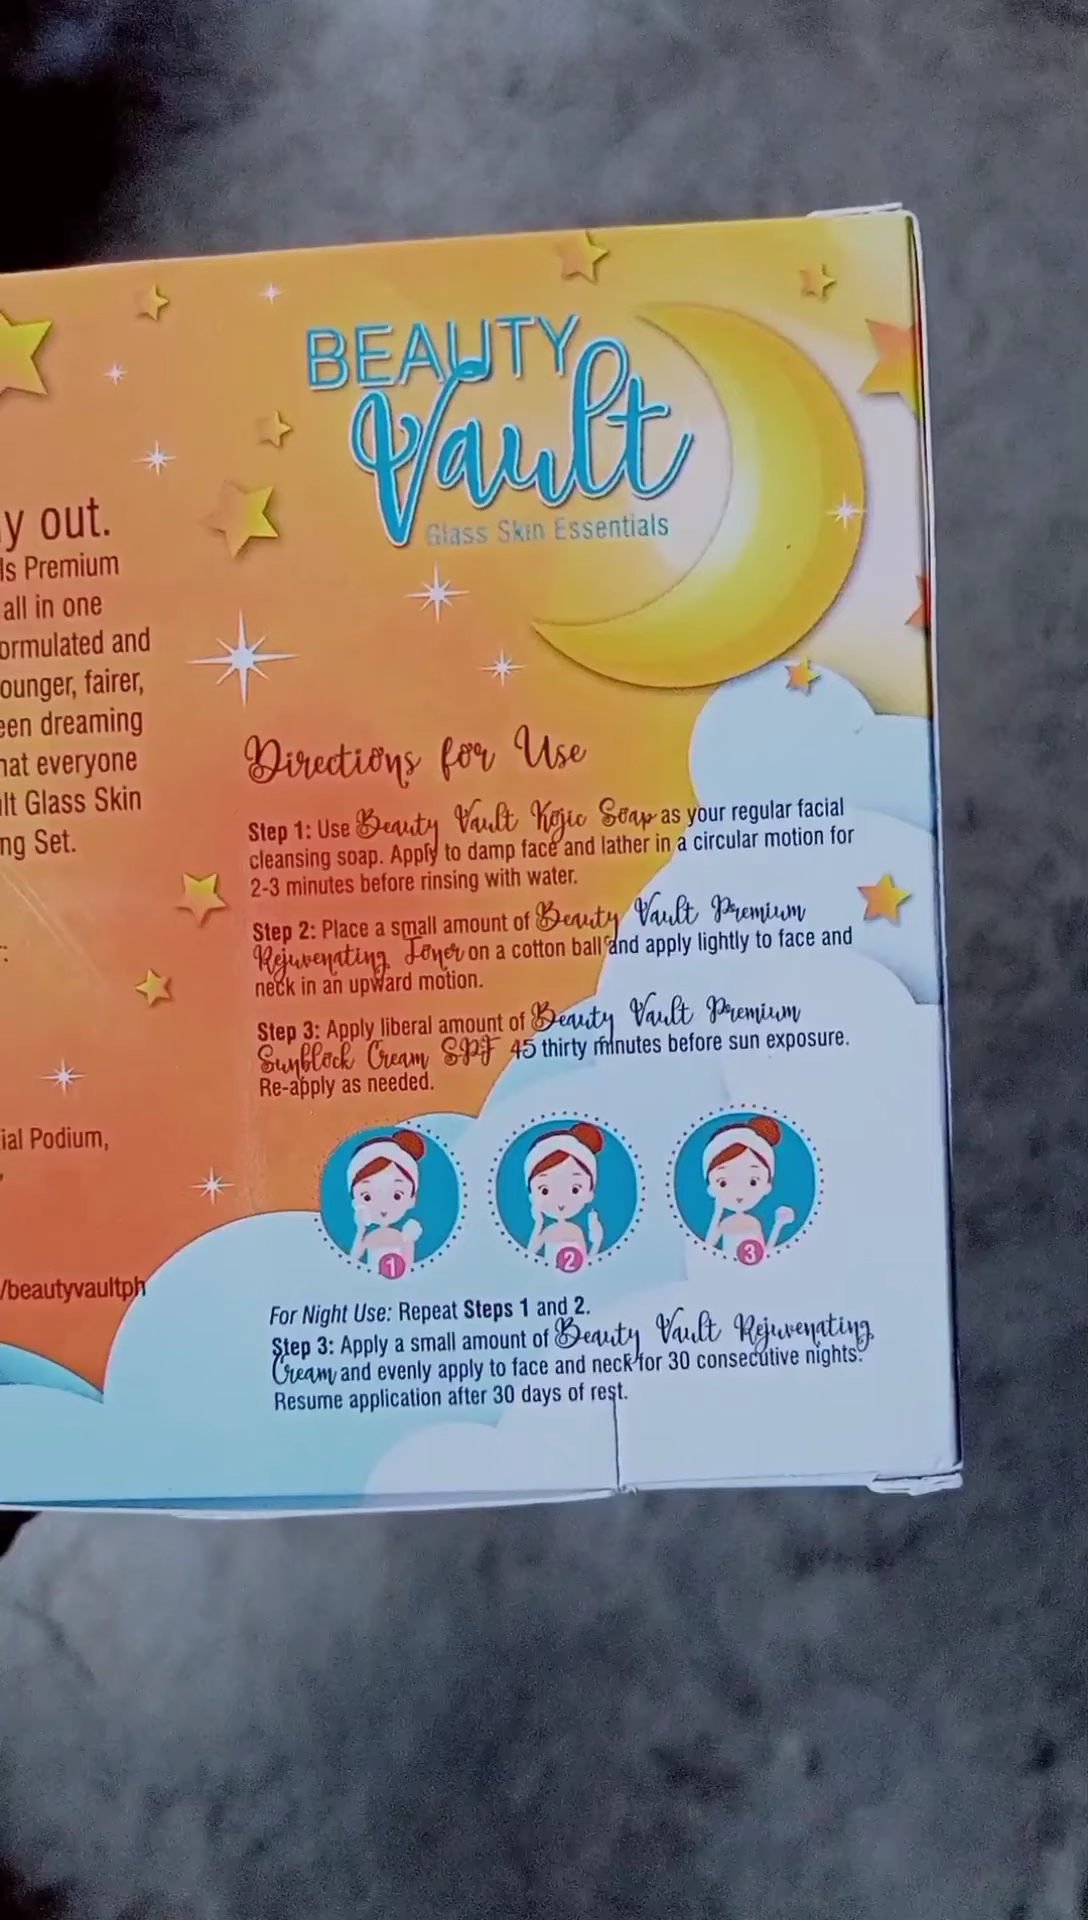 BEAUTY
Vault
Glass Skin Essentials
y out.
ls Premium
all in one
ormulated and
ounger, fairer,
een dreaming
hat everyone
lt Glass Skin
ng Set.
ial Podium,
/beautyvaultph
Directions for Use
Step 1: Use Beauty Vault Kojic Soap as your regular facial
cleansing soap. Apply to damp face and lather in a circular motion for
2-3 minutes before rinsing with water.
Step 2: Place a small amount of Beauty Vault Premium
Rejuvenating Toner on a cotton ball and apply lightly to face and
neck in an upward motion.
Step 3: Apply liberal amount of Beauty Vault Premium
Sunblock Cream SPF 45 thirty minutes before sun exposure.
Re-apply as needed.
1
2
3
For Night Use: Repeat Steps 1 and 2.
Step 3: Apply a small amount of Beauty Vault Rejuvenating
Cream and evenly apply to face and neck for 30 consecutive nights.
Resume application after 30 days of rest.